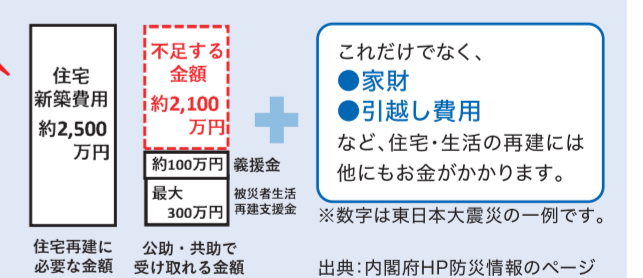 住宅
新築費用
約2,500
万円
住宅再建に
必要な金額
不足する
金額
約2,100
万円
約100万円
義援金
最大
300万円
被災者生活
再建支援金
公助・共助で
受け取れる金額
+
これだけでなく、
●家財
●引越し費用
など、住宅・生活の再建には
他にもお金がかかります。
※数字は東日本大震災の一例です。
出典：内閣府HP防災情報のページ